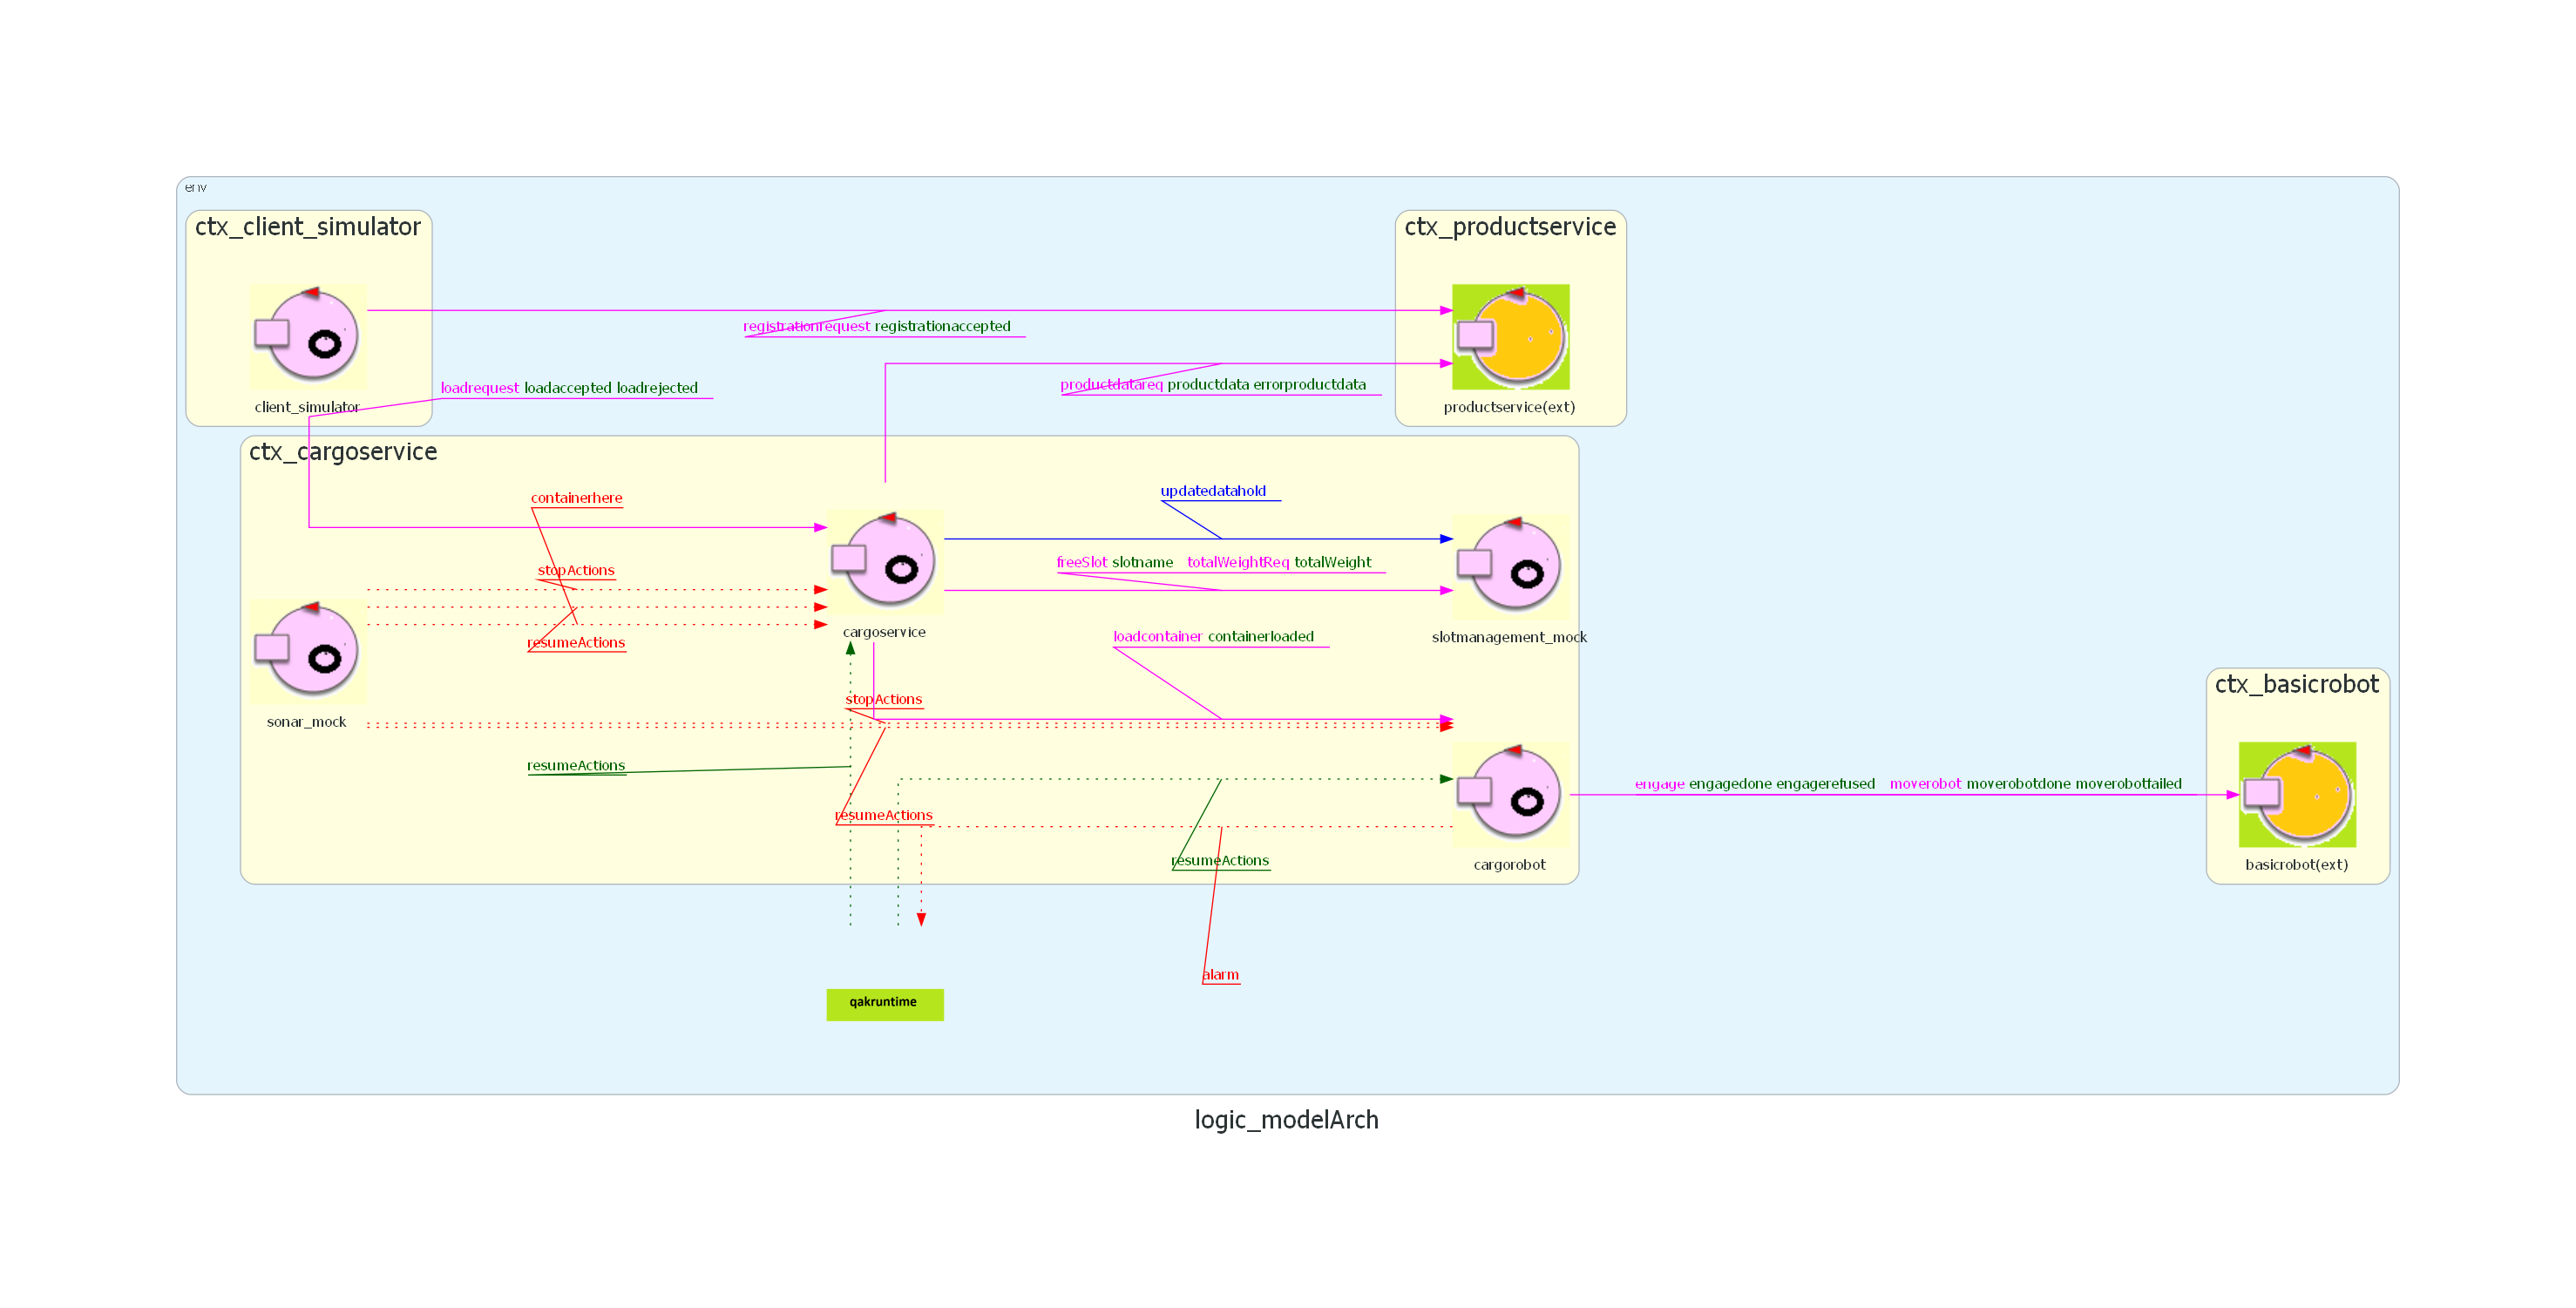 env
ctx_client_simulator
ctx_productservice
registrationrequest registrationaccepted
productdatareq productdata errorproductdata
loadrequest loadaccepted loadrejected
client_simulator
productservice(ext)
ctx_cargoservice
containerhere
updatedatahold
freeSlot slotname totalWeightReq totalWeight
stopActions
cargoservice
slotmanagement_mock
loadcontainer containerloaded
resumeActions
ctx_basicrobot
stopActions
sonar_mock
resumeActions
engage engagedone engagerefused moverobot moverobotdone moverobotfailed
resumeActions
resumeActions
cargorobot
basicrobot(ext)
alarm
qakruntime
logic_modelArch